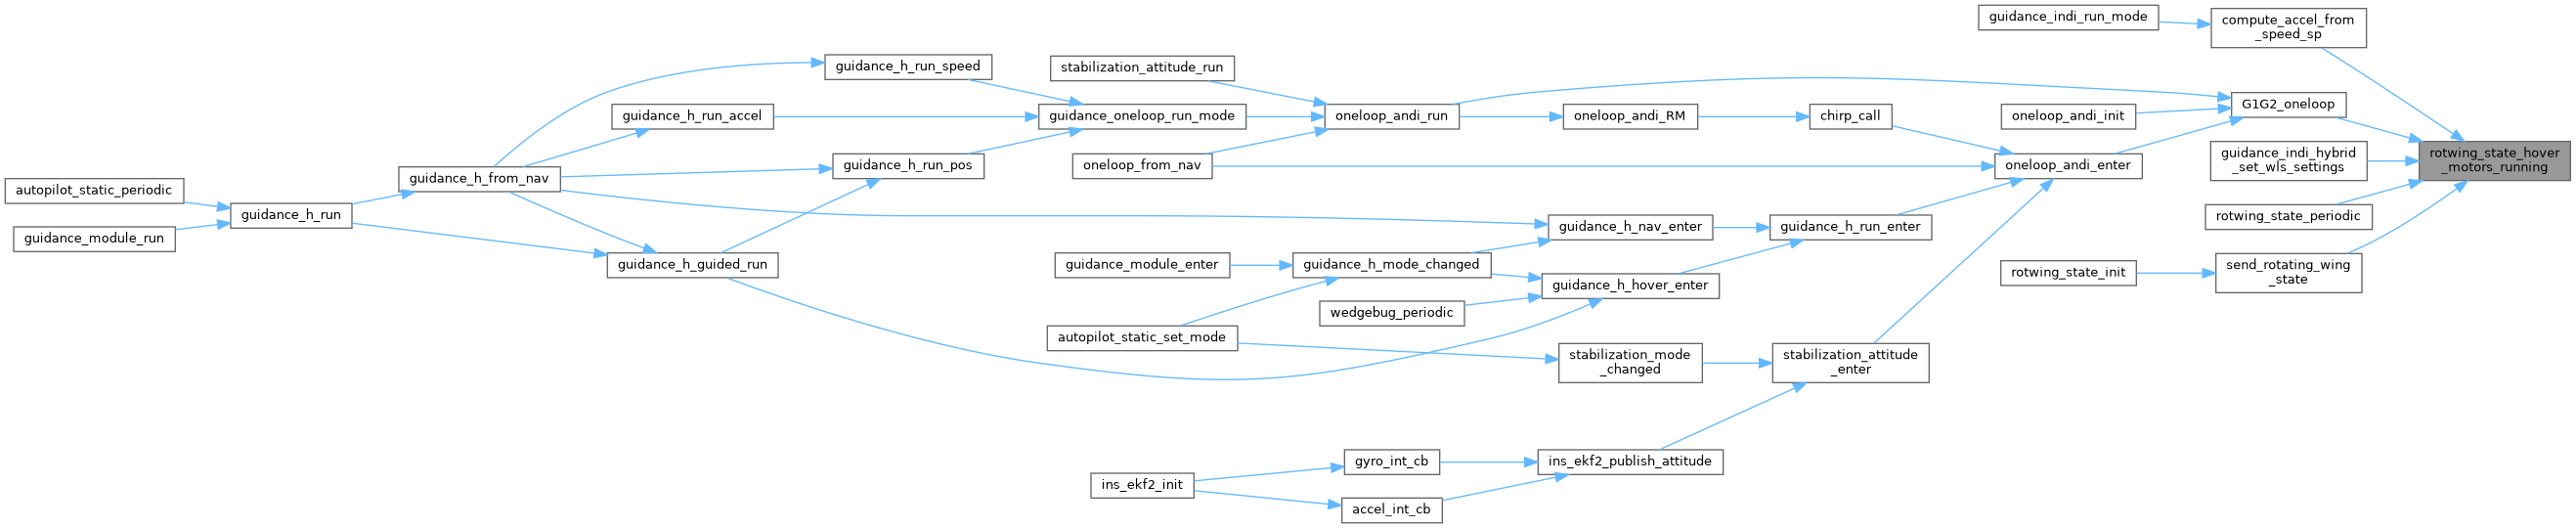 guidance_indi_run_mode
compute_accel_from
_speed_sp
guidance_h_run_speed
stabilization_attitude_run
guidance_h_run_accel
guidance_oneloop_run_mode
oneloop_andi_run
oneloop_andi_RM
chirp_call
oneloop_andi_init
G1G2_oneloop
guidance_h_from_nav
guidance_h_run_pos
oneloop_from_nav
oneloop_andi_enter
guidance_indi_hybrid
_set_wls_settings
rotwing_state_hover
_motors_running
autopilot_static_periodic
guidance_module_run
guidance_h_run
guidance_h_nav_enter
guidance_h_run_enter
rotwing_state_periodic
guidance_h_guided_run
guidance_module_enter
guidance_h_mode_changed
guidance_h_hover_enter
rotwing_state_init
send_rotating_wing
_state
wedgebug_periodic
autopilot_static_set_mode
stabilization_mode
_changed
stabilization_attitude
_enter
ins_ekf2_init
gyro_int_cb
ins_ekf2_publish_attitude
accel_int_cb